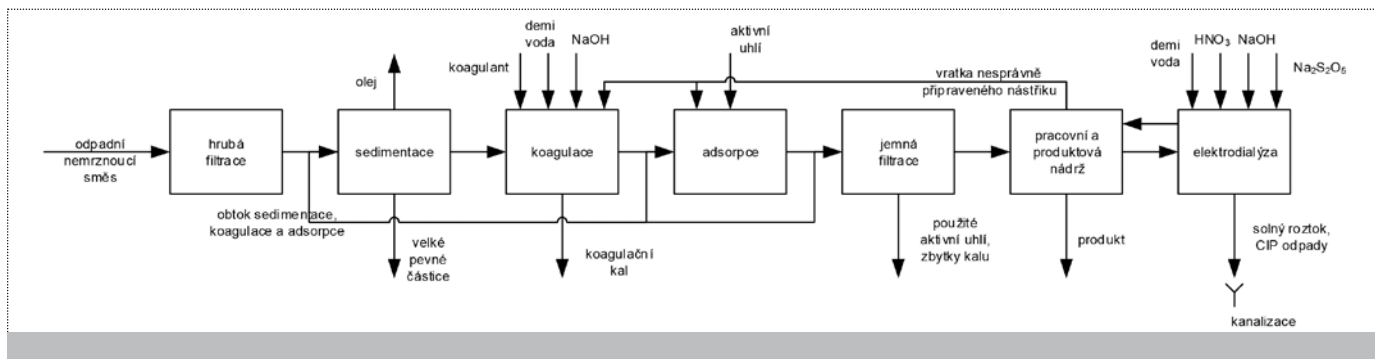 odpadní
nemrznoucí
směs
hrubá
filtrace
obtok sedimentace,
koagulace a adsorpce
olej
sedimentace
velké
pevné
částice
koagulant
demi
voda
NaOH
koagulace
koagulační
kal
aktivní
uhlí
adsorpce
vratka nesprávně
připraveného nástřiku
jemná
filtrace
použité
aktivní uhlí,
zbytky kalu
pracovní a
produktová
nádrž
produkt
demi
voda
HNO₃
NaOH
Na₂S₂O₅
elektrodialýza
solný roztok,
CIP odpady
kanalizace